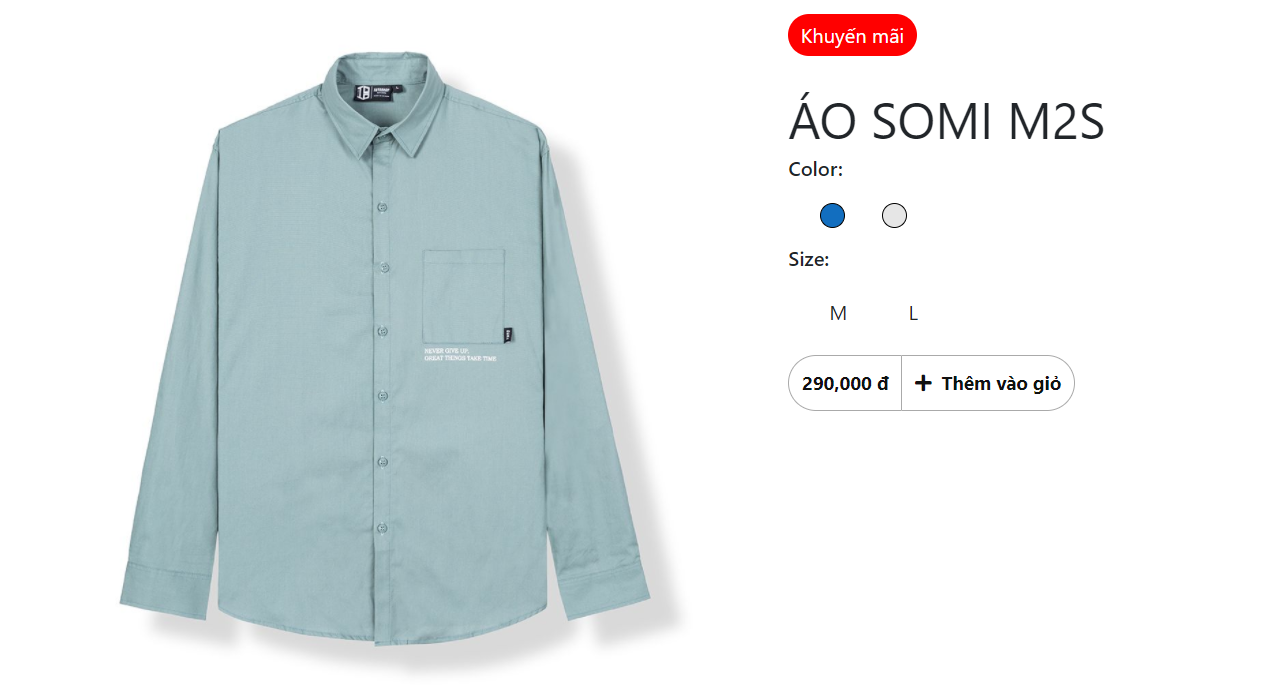 Khuyến mãi
ÁO SOMI M2S
Color:
Size:
M L
290,000 đ Thêm vào giỏ
L
NEVER GIVE UP,
GREAT THINGS TAKE TIME